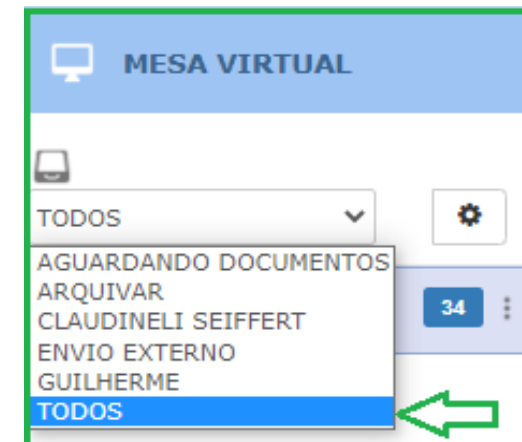 MESA VIRTUAL
TODOS
AGUARDANDO DOCUMENTOS
ARQUIVAR
CLAUDINELI SEIFFERT
ENVIO EXTERNO
GUILHERME
TODOS
34